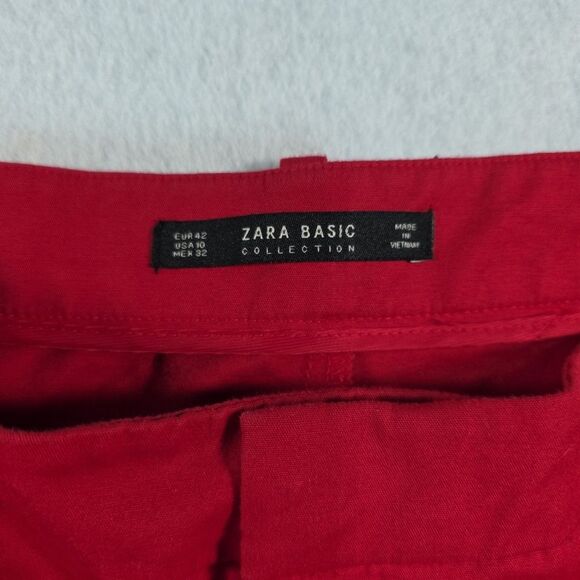 EUR 42
USA 10
MEX 32
ZARA BASIC
COLLECTION
MADE
IN
VIETNAM